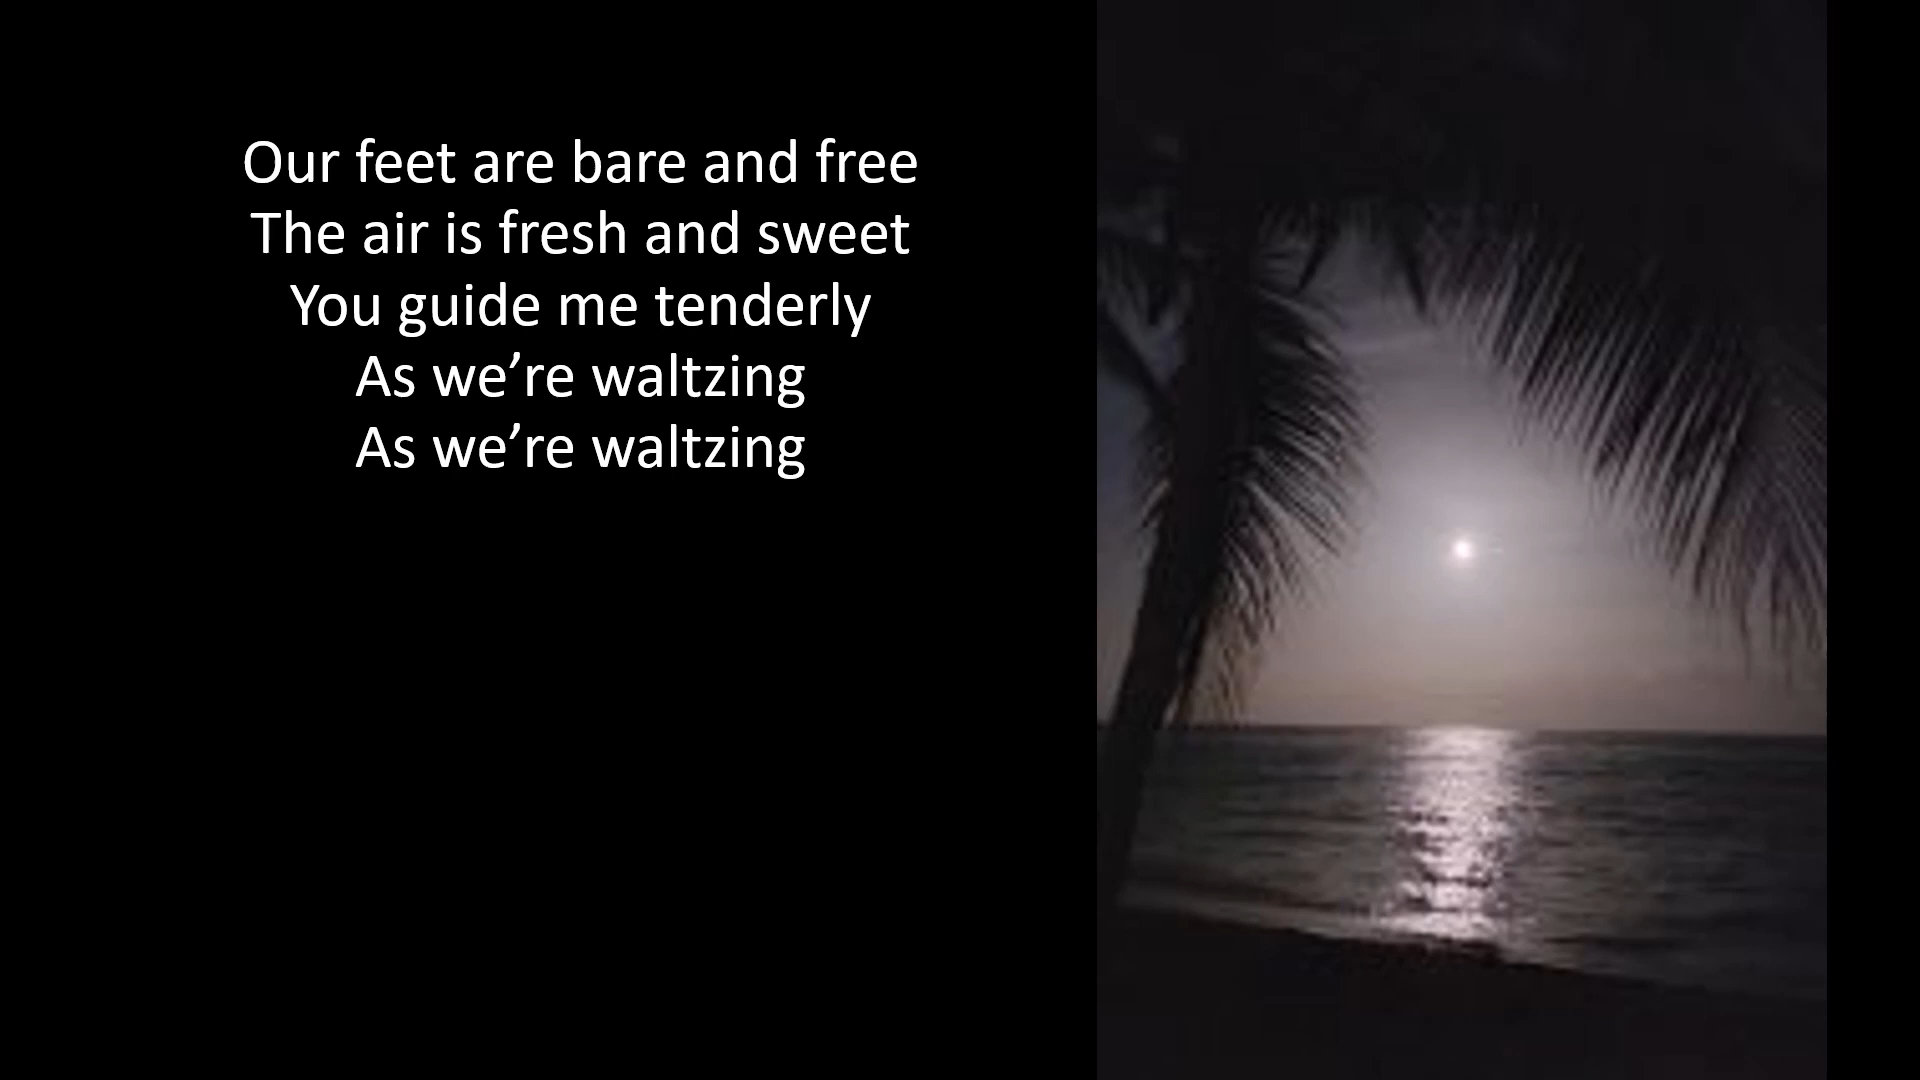 Our feet are bare and free
The air is fresh and sweet
You guide me tenderly
As we’re waltzing
As we’re waltzing